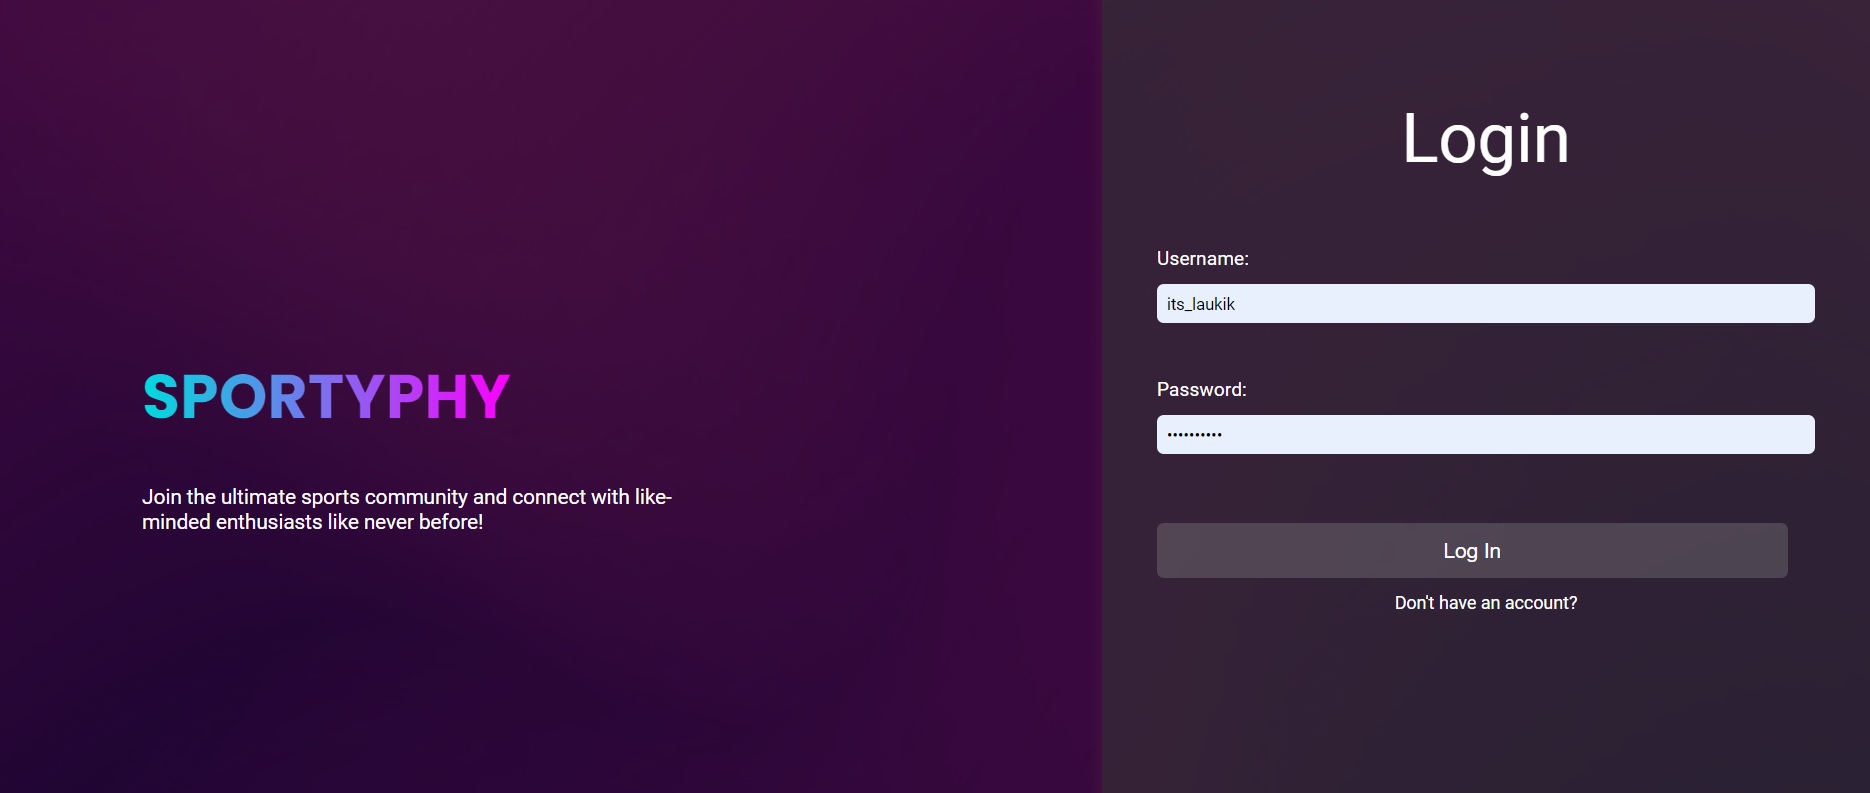 SPORTYPHY
Join the ultimate sports community and connect with like-
minded enthusiasts like never before!
Login
Username:
its_laukik
Password:
••••••••••
Log In
Don't have an account?